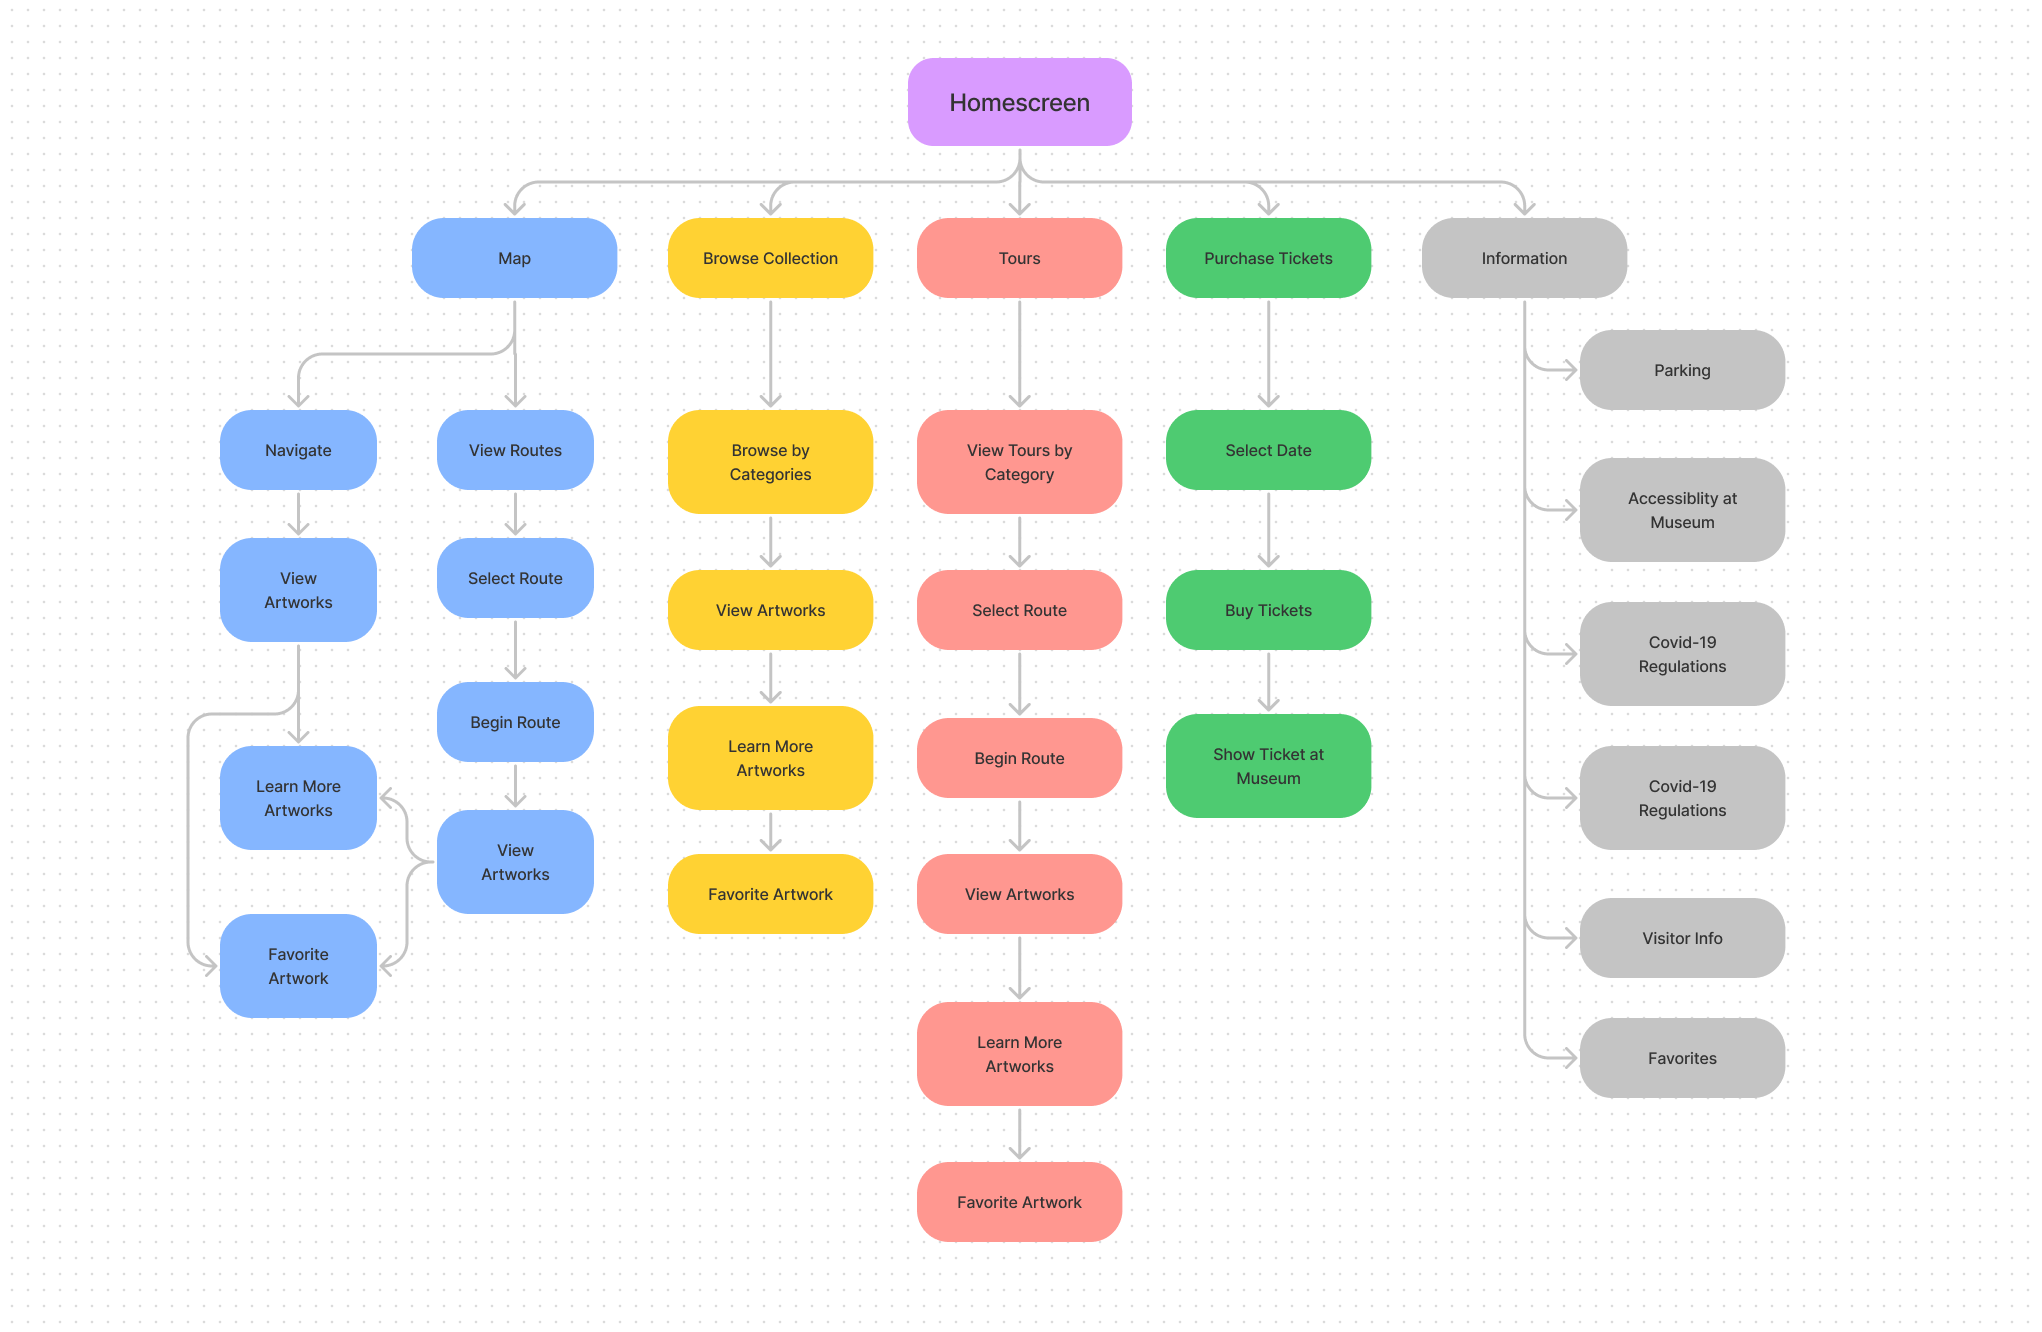 Homescreen
Map
Browse Collection
Tours
Purchase Tickets
Information
Parking
Navigate
View Routes
Browse by
Categories
View Tours by
Category
Select Date
Accessiblity at
Museum
View
Artworks
Select Route
View Artworks
Select Route
Buy Tickets
Covid-19
Regulations
Begin Route
Learn More
Artworks
Begin Route
Show Ticket at
Museum
Covid-19
Regulations
Learn More
Artworks
View
Artworks
Favorite Artwork
View Artworks
Visitor Info
Favorite
Artwork
Learn More
Artworks
Favorites
Favorite Artwork